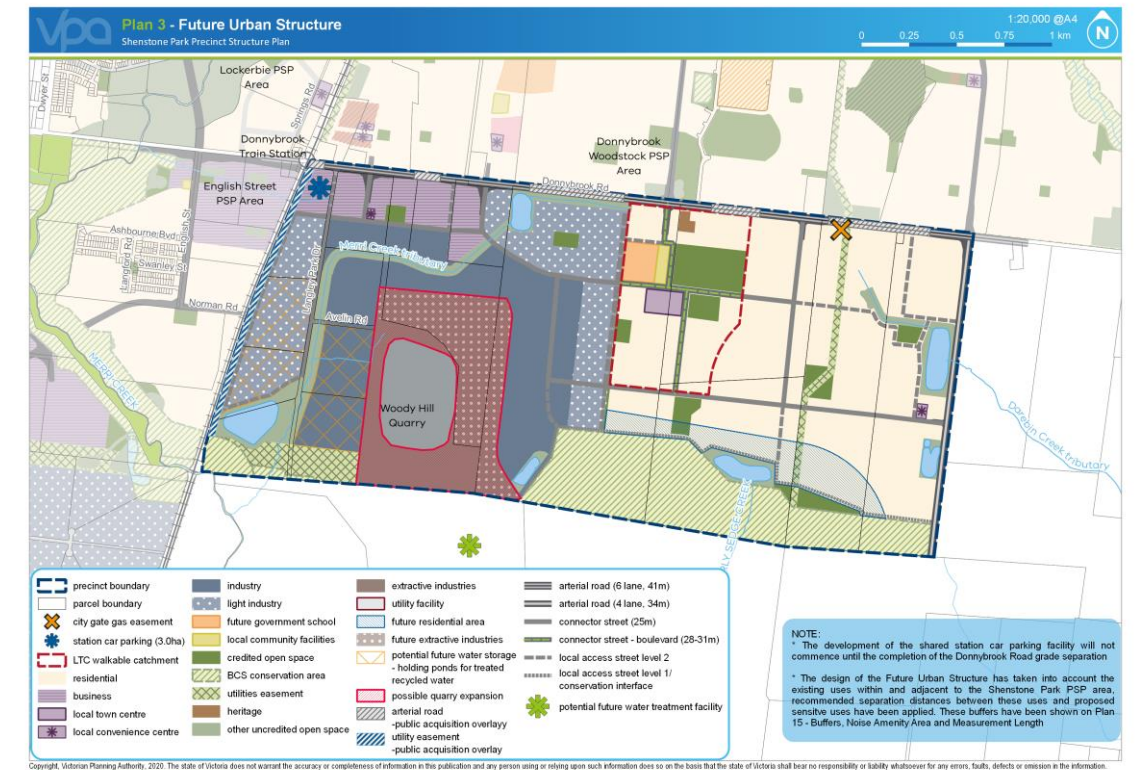 vpa
Plan 3 - Future Urban Structure
Shenstone Park Precinct Structure Plan
1:20,000 @A4
0 0.25 0.5 0.75 1 km
N
Lockerbie PSP
Area
Dwyer St
Springs Rd
Donnybrook
Train Station
Donnybrook
Woodstock PSP
Area
English Street
PSP Area
Donnybrook Rd
Ashbourne Bvd
Langford Rd
English St
Swanley St
Norman Rd
Langley Park Dr
Merri Creek tributary
Avolin Rd
MERRI CREEK
Woody Hill
Quarry
Darebin Creek tributary
LY SEDGE CREEK
precinct boundary
parcel boundary
city gate gas easement
station car parking (3.0ha)
LTC walkable catchment
residential
business
local town centre
local convenience centre
industry
light industry
future government school
local community facilities
credited open space
BCS conservation area
utilities easement
heritage
other uncredited open space
extractive industries
utility facility
future residential area
future extractive industries
potential future water storage
- holding ponds for treated
recycled water
possible quarry expansion
arterial road
-public acquisition overlayy
utility easement
-public acquisition overlay
arterial road (6 lane, 41m)
arterial road (4 lane, 34m)
connector street (25m)
connector street - boulevard (28-31m)
local access street level 2
local access street level 1/
conservation interface
potential future water treatment facility
NOTE:
* The development of the shared station car parking facility will not
commence until the completion of the Donnybrook Road grade separation
* The design of the Future Urban Structure has taken into account the
existing uses within and adjacent to the Shenstone Park PSP area,
recommended separation distances between these uses and proposed
sensitve uses have been applied. These buffers have been shown on Plan
15 - Buffers, Noise Amenity Area and Measurement Length
Copyright, Victorian Planning Authority, 2020. The state of Victoria does not warrant the accuracy or completeness of information in this publication and any person using or relying upon such information does so on the basis that the state of Victoria shall bear no responsibility or liability whatsoever for any errors, faults, defects or omission in the information.